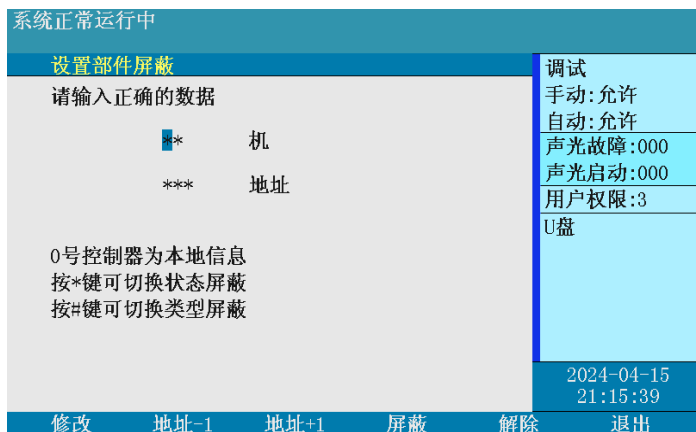 系统正常运行中
设置部件屏蔽
请输入正确的数据
** 机
*** 地址
0号控制器为本地信息
按*键可切换状态屏蔽
按#键可切换类型屏蔽
调试
手动:允许
自动:允许
声光故障:000
声光启动:000
用户权限:3
U盘
2024-04-15
21:15:39
修改 地址-1 地址+1 屏蔽 解除 退出